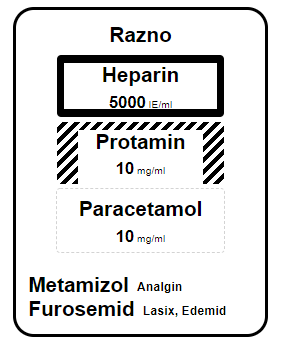 Razno
Heparin
5000 IE/ml
Protamin
10 mg/ml
Paracetamol
10 mg/ml
Metamizol Analgin
Furosemid Lasix, Edemid